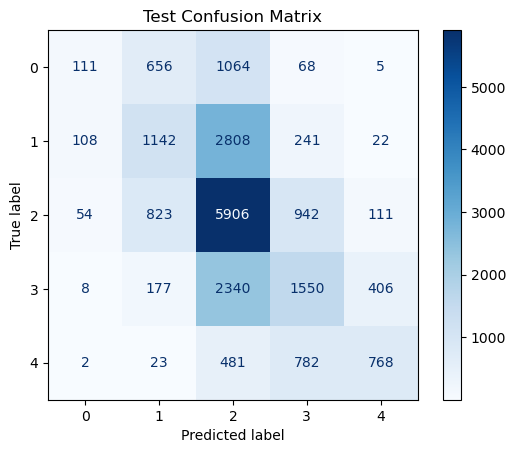 Test Confusion Matrix
True label
0 111 656 1064 68 5
1 108 1142 2808 241 22
2 54 823 5906 942 111
3 8 177 2340 1550 406
4 2 23 481 782 768
0 1 2 3 4
Predicted label
5000
4000
3000
2000
1000